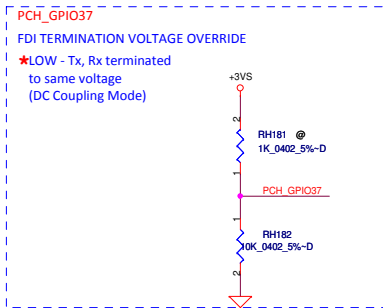 PCH_GPIO37
FDI TERMINATION VOLTAGE OVERRIDE
*LOW - Tx, Rx terminated
to same voltage
(DC Coupling Mode)
+3VS
2
RH181 @
1K_0402_5%~D
1
PCH_GPIO37
1
RH182
10K_0402_5%~D
2